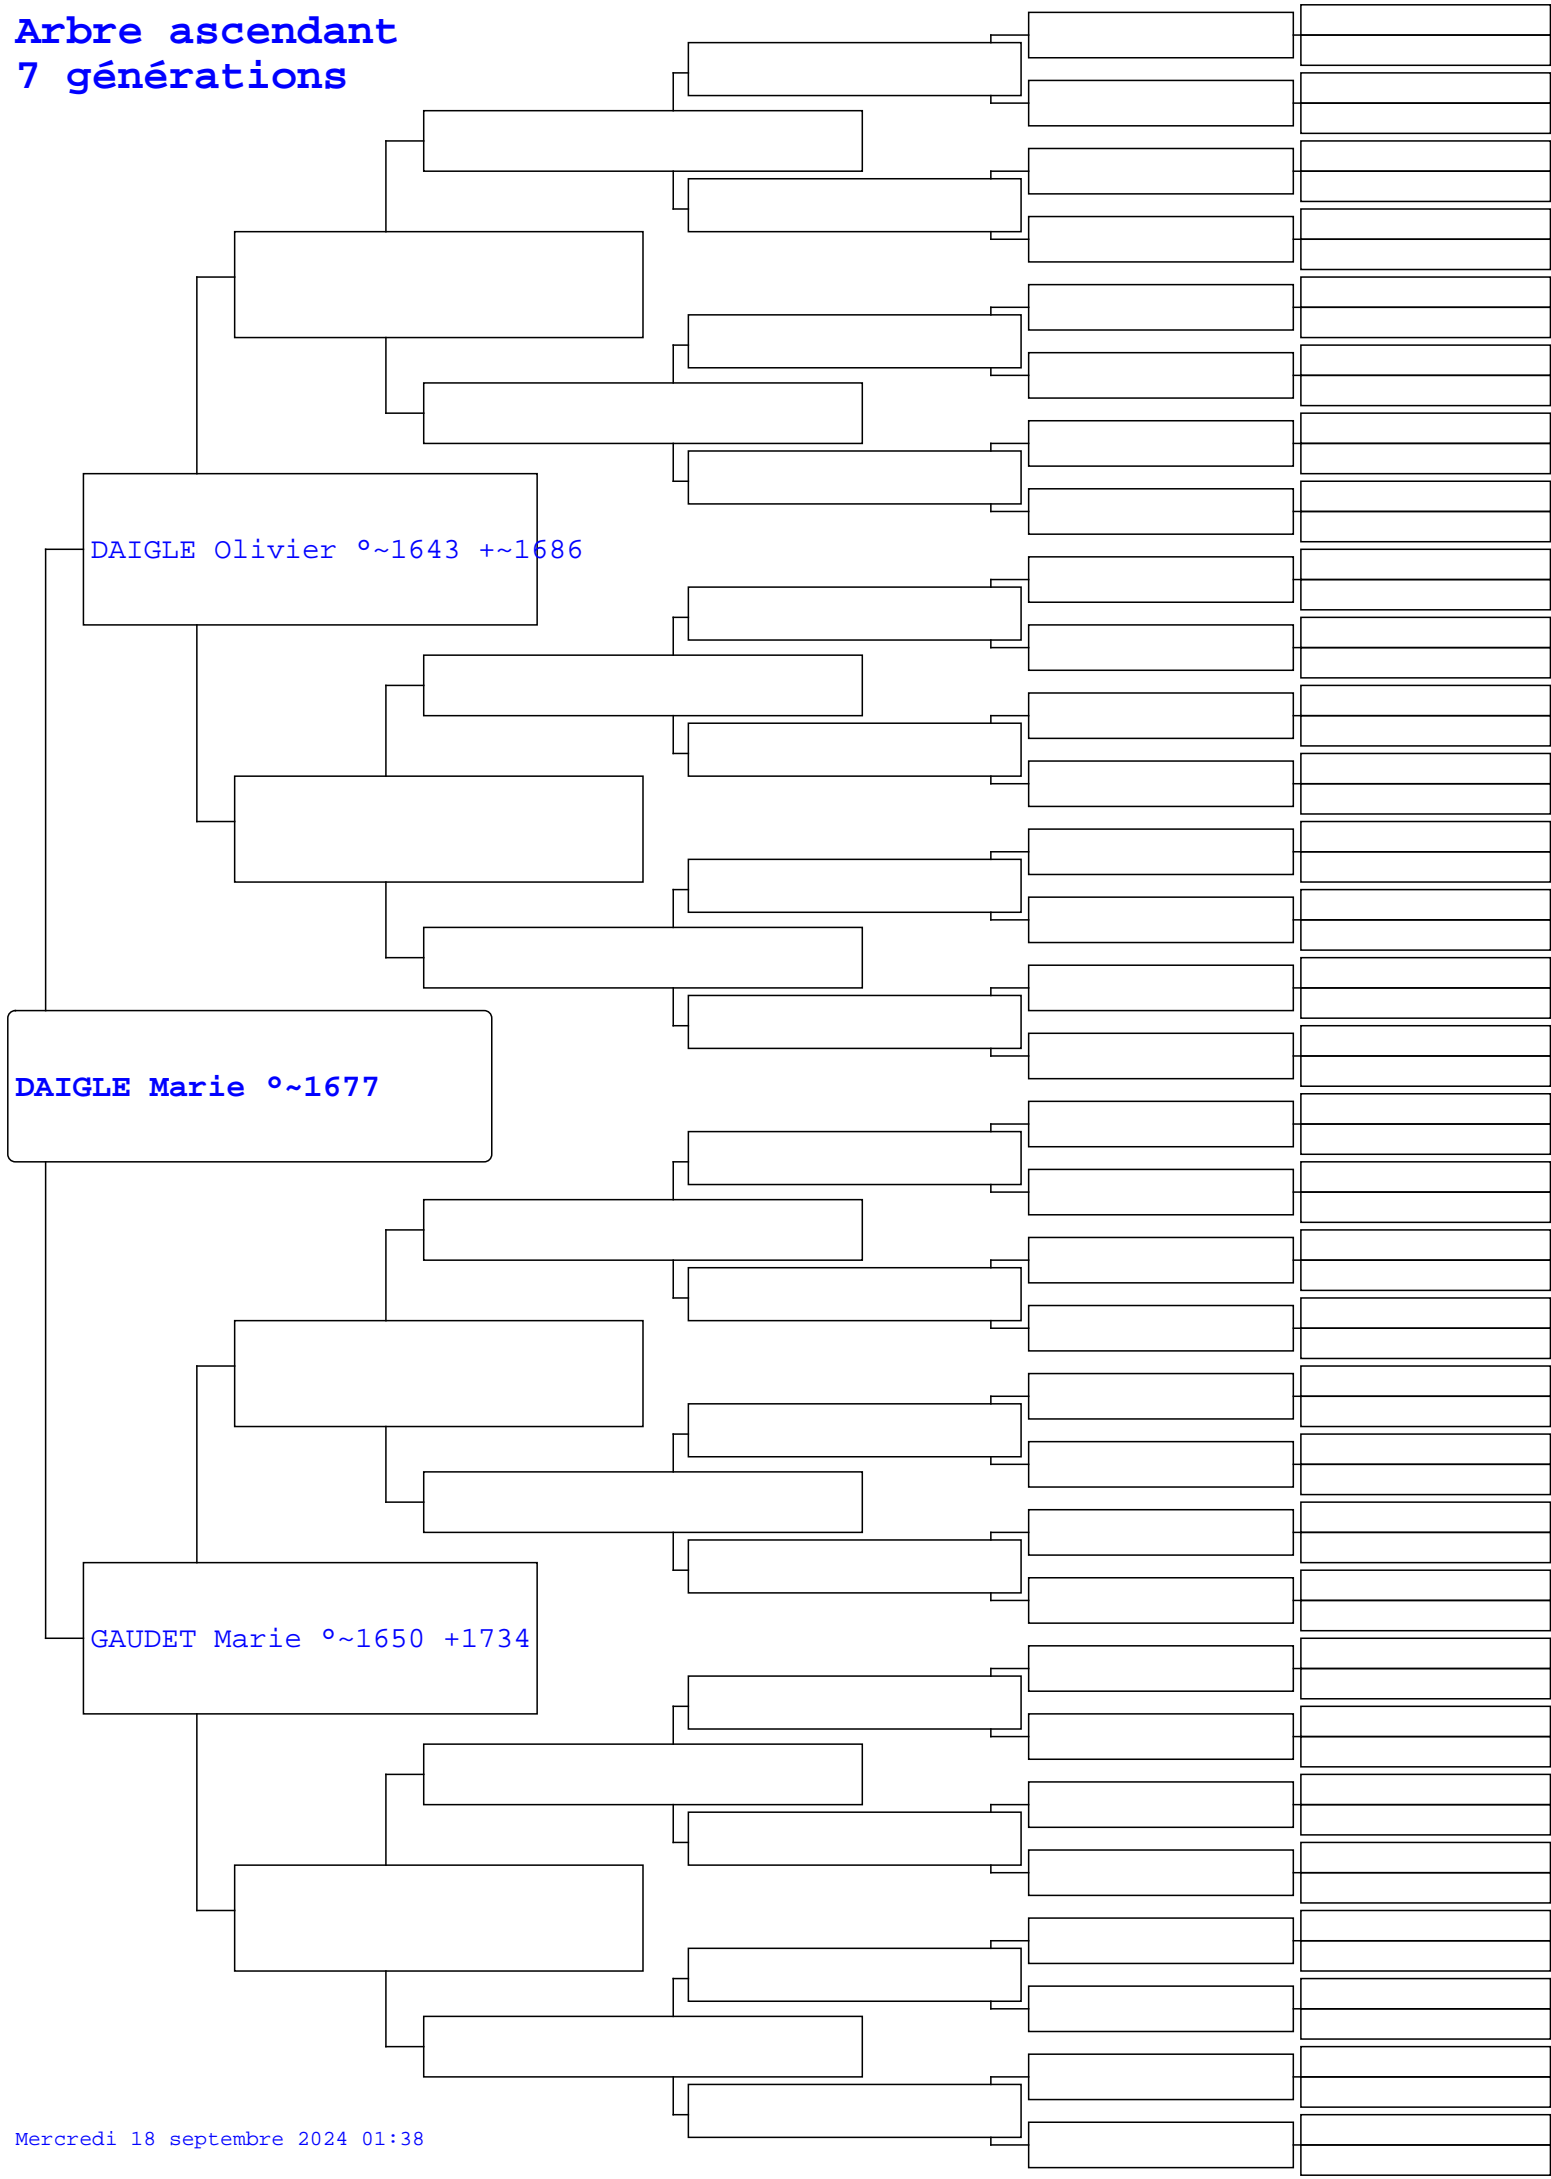 Arbre ascendant
7 générations
DAIGLE Olivier °~1643 +~1686
DAIGLE Marie °~1677
GAUDET Marie °~1650 +1734
Mercredi 18 septembre 2024 01:38